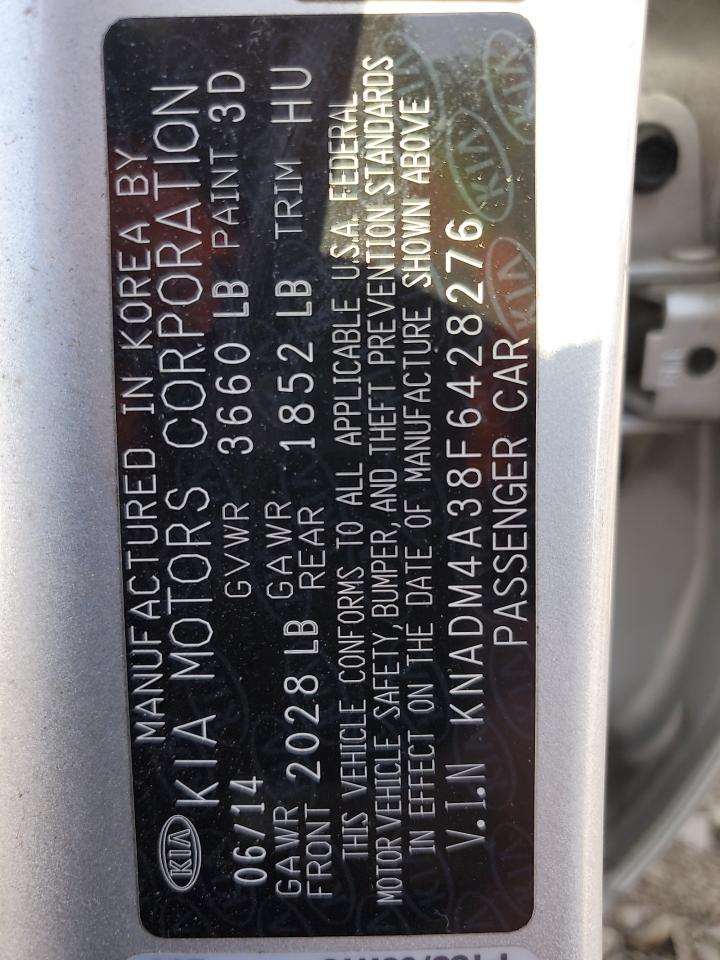 MANUFACTURED IN KOREA BY
KIA KIA MOTORS CORPORATION
06/14 GVWR 3660 LB PAINT 3D
GAWR FRONT 2028 LB GAWR REAR 1852 LB TRIM HU
THIS VEHICLE CONFORMS TO ALL APPLICABLE U.S.A. FEDERAL
MOTOR VEHICLE SAFETY, BUMPER, AND THEFT PREVENTION STANDARDS
IN EFFECT ON THE DATE OF MANUFACTURE SHOWN ABOVE
V.I.N KNADM4A38F6428276
PASSENGER CAR